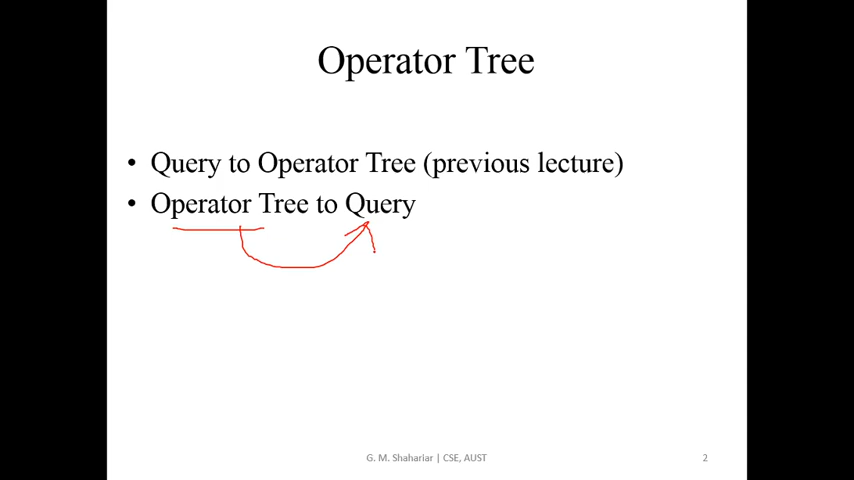 Operator Tree
• Query to Operator Tree (previous lecture)
• Operator Tree to Query
G. M. Shahariar | CSE, AUST
2